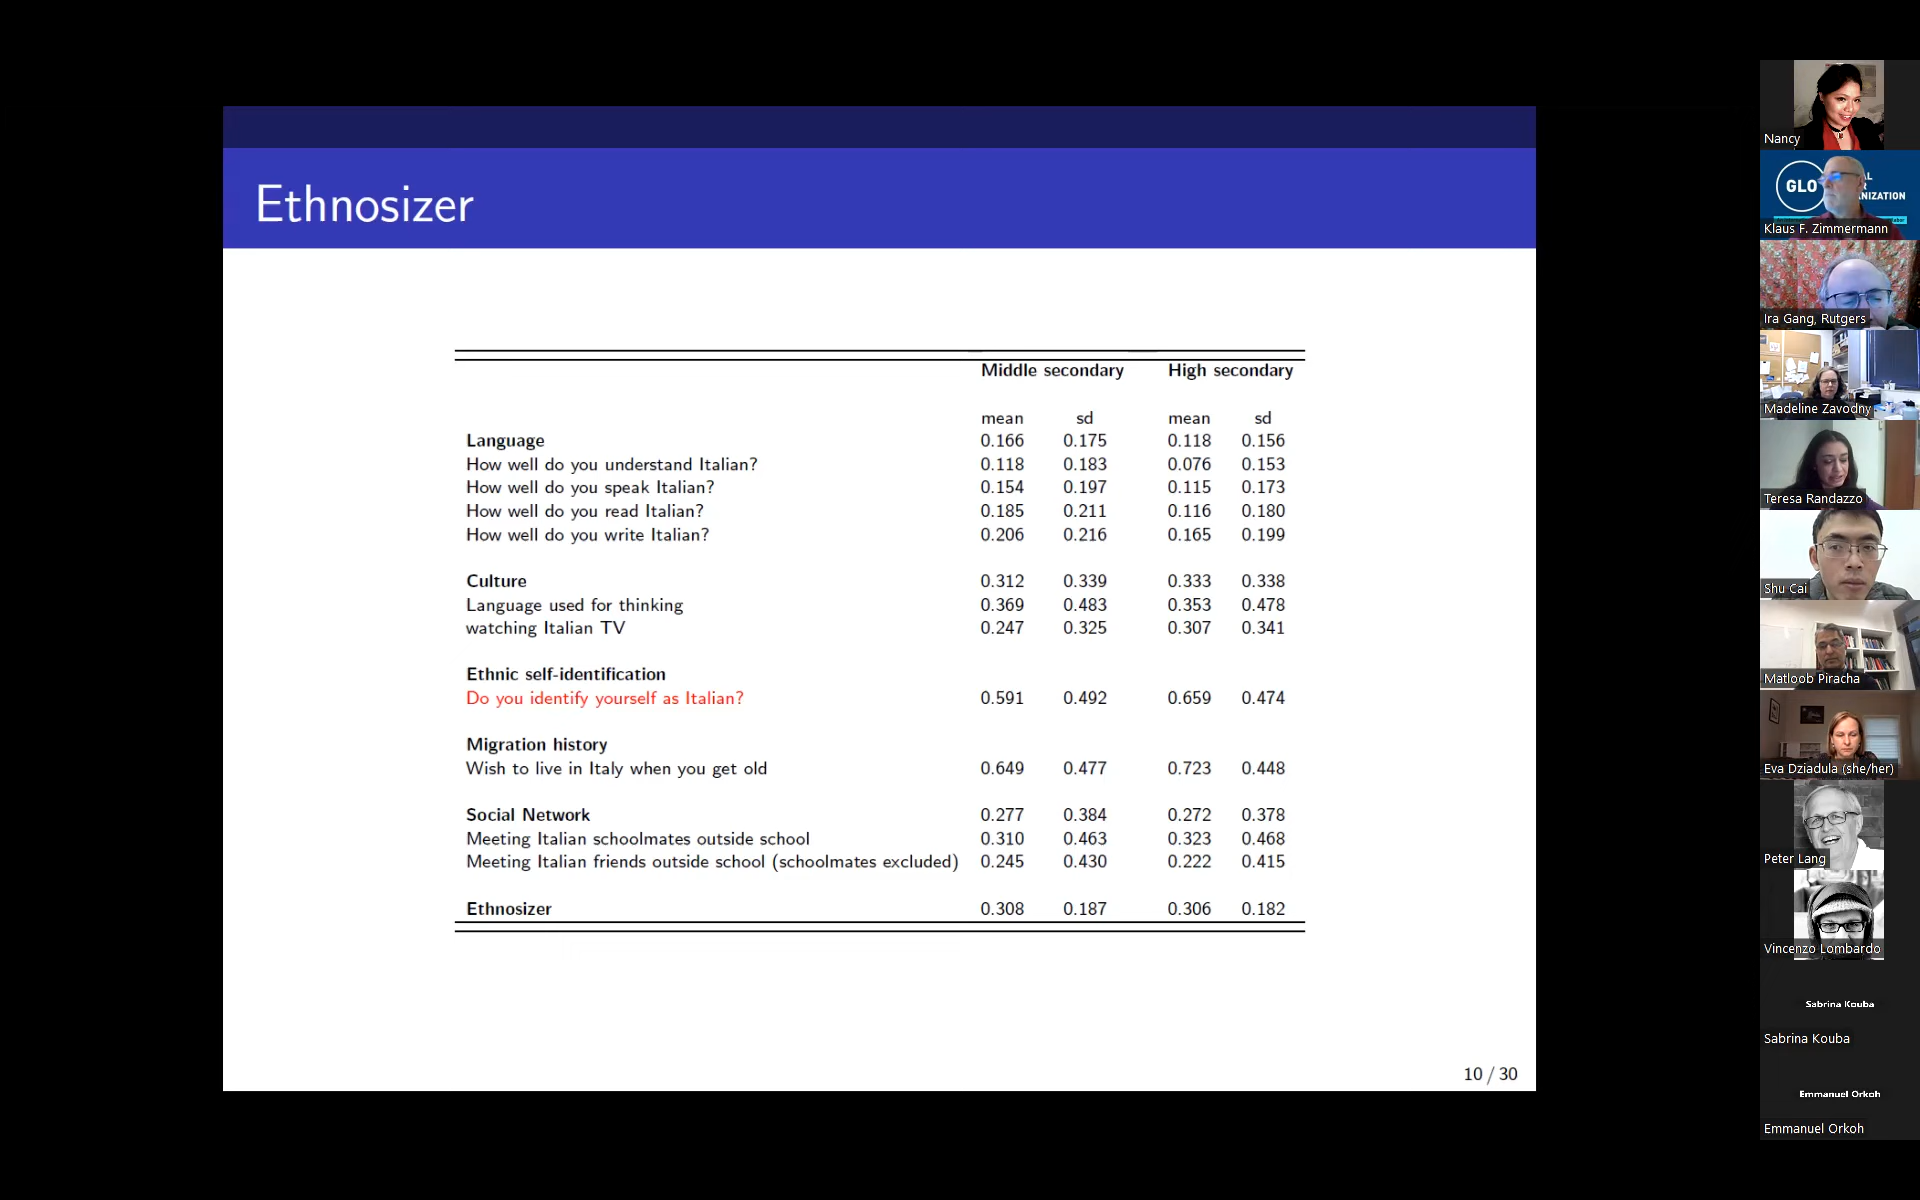 Ethnosizer
Middle secondary High secondary
mean sd mean sd
Language 0.166 0.175 0.118 0.156
How well do you understand Italian? 0.118 0.183 0.076 0.153
How well do you speak Italian? 0.154 0.197 0.115 0.173
How well do you read Italian? 0.185 0.211 0.116 0.180
How well do you write Italian? 0.206 0.216 0.165 0.199
Culture 0.312 0.339 0.333 0.338
Language used for thinking 0.369 0.483 0.353 0.478
watching Italian TV 0.247 0.325 0.307 0.341
Ethnic self-identification
Do you identify yourself as Italian? 0.591 0.492 0.659 0.474
Migration history
Wish to live in Italy when you get old 0.649 0.477 0.723 0.448
Social Network 0.277 0.384 0.272 0.378
Meeting Italian schoolmates outside school 0.310 0.463 0.323 0.468
Meeting Italian friends outside school (schoolmates excluded) 0.245 0.430 0.222 0.415
Ethnosizer 0.308 0.187 0.306 0.182
10 / 30
Nancy
GLO
Klaus F. Zimmermann
Ira Gang, Rutgers
Madeline Zavodny
Teresa Randazzo
Shu Cai
Matloob Piracha
Eva Dziadula (she/her)
Peter Lang
Vincenzo Lombardo
Sabrina Kouba
Sabrina Kouba
Emmanuel Orkoh
Emmanuel Orkoh